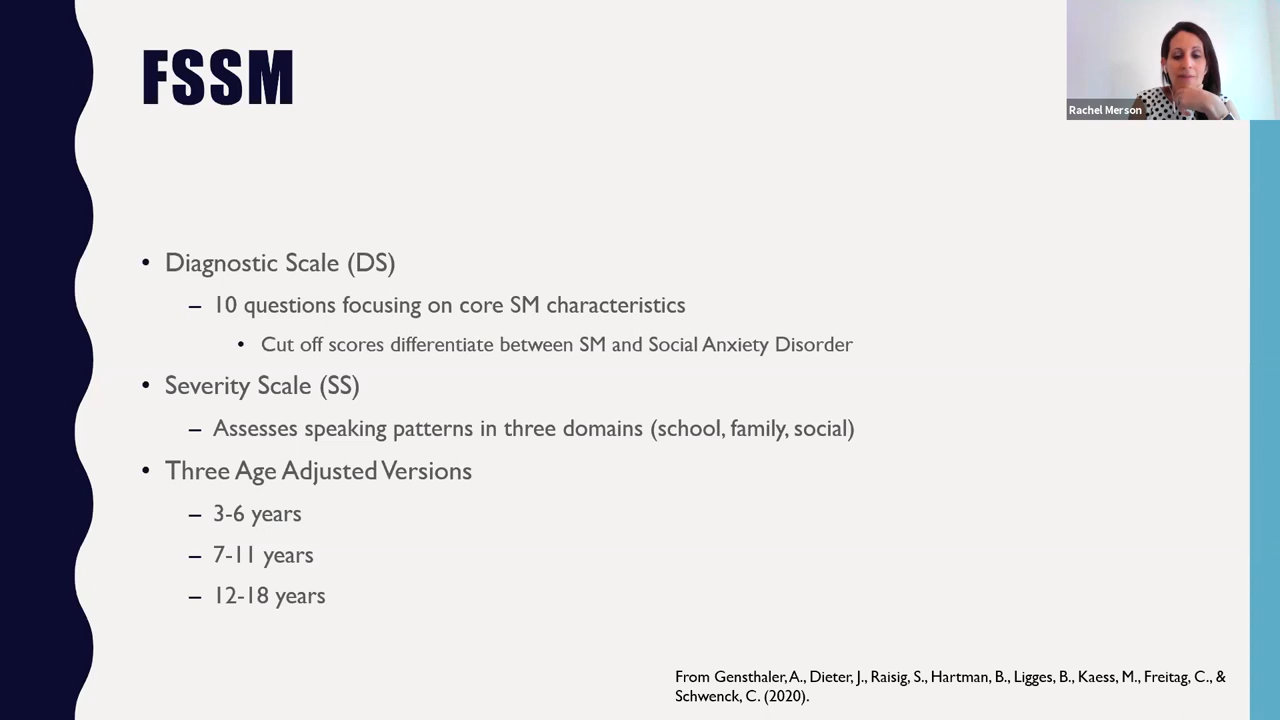 FSSM
Rachel Merson
• Diagnostic Scale (DS)
– 10 questions focusing on core SM characteristics
• Cut off scores differentiate between SM and Social Anxiety Disorder
• Severity Scale (SS)
– Assesses speaking patterns in three domains (school, family, social)
• Three Age Adjusted Versions
– 3-6 years
– 7-11 years
– 12-18 years
From Gensthaler, A., Dieter, J., Raisig, S., Hartman, B., Ligges, B., Kaess, M., Freitag, C., &
Schwenck, C. (2020).